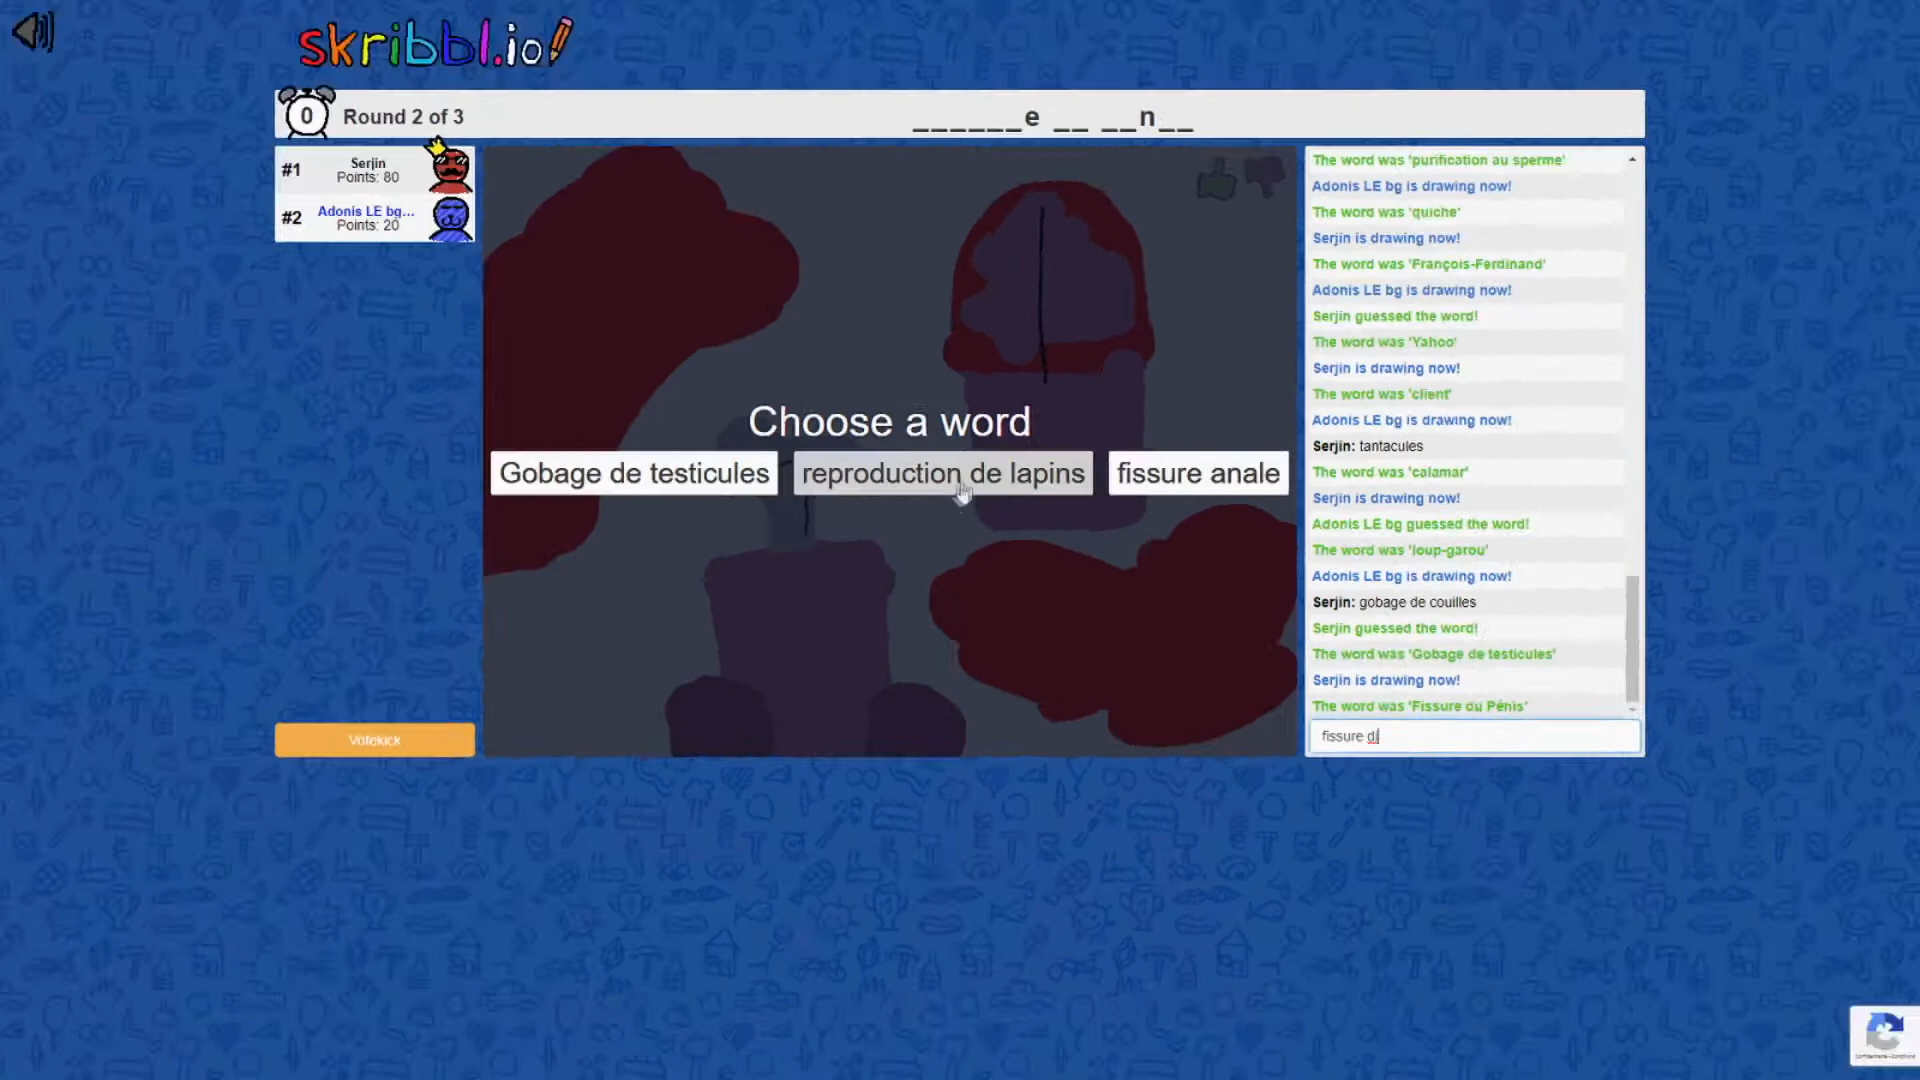 skribbl.io
0
Round 2 of 3
______e __ __n__
#1
Serjin
Points: 80
#2
Adonis LE bg...
Points: 20
Votekick
Choose a word
Gobage de testicules
reproduction de lapins
fissure anale
The word was 'purification au sperme'
Adonis LE bg is drawing now!
The word was 'quiche'
Serjin is drawing now!
The word was 'François-Ferdinand'
Adonis LE bg is drawing now!
Serjin guessed the word!
The word was 'Yahoo'
Serjin is drawing now!
The word was 'client'
Adonis LE bg is drawing now!
Serjin: tantacules
The word was 'calamar'
Serjin is drawing now!
Adonis LE bg guessed the word!
The word was 'loup-garou'
Adonis LE bg is drawing now!
Serjin: gobage de couilles
Serjin guessed the word!
The word was 'Gobage de testicules'
Serjin is drawing now!
The word was 'Fissure du Pénis'
fissure d